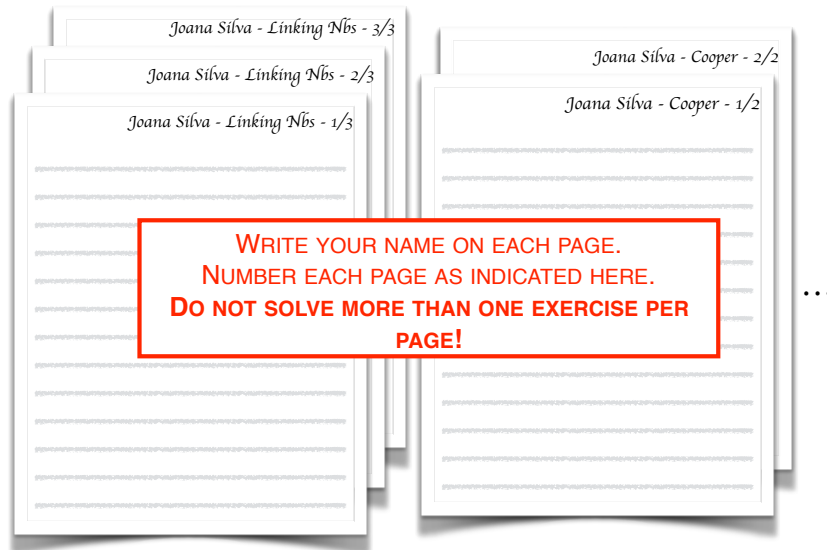 Joana Silva - Linking Nbs - 3/3
Joana Silva - Linking Nbs - 2/3
Joana Silva - Linking Nbs - 1/3
Joana Silva - Cooper - 2/2
Joana Silva - Cooper - 1/2
WRITE YOUR NAME ON EACH PAGE.
NUMBER EACH PAGE AS INDICATED HERE.
DO NOT SOLVE MORE THAN ONE EXERCISE PER
PAGE!
...